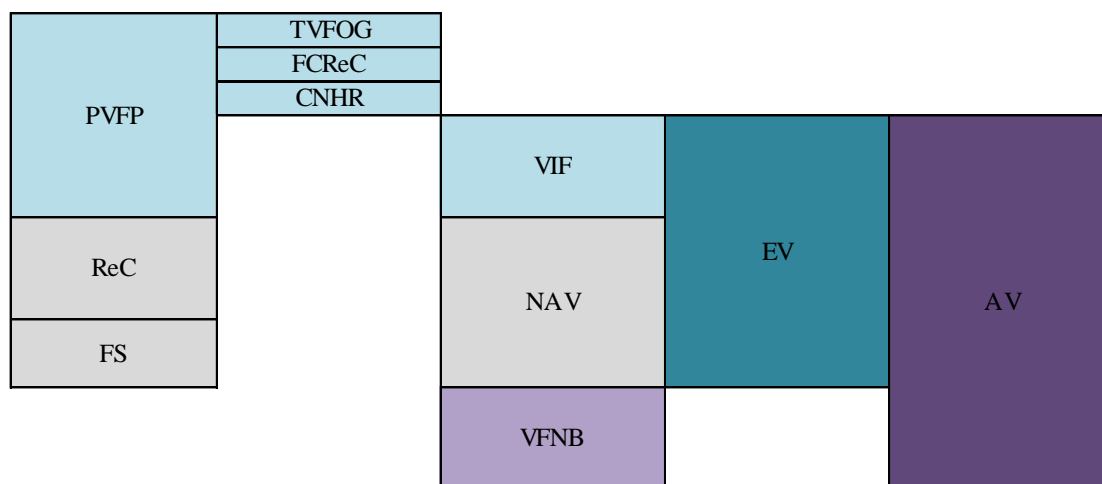 TVFOG
FCReC
CNHR
PVFP
VIF
EV
ReC
NAV
AV
FS
VFNB